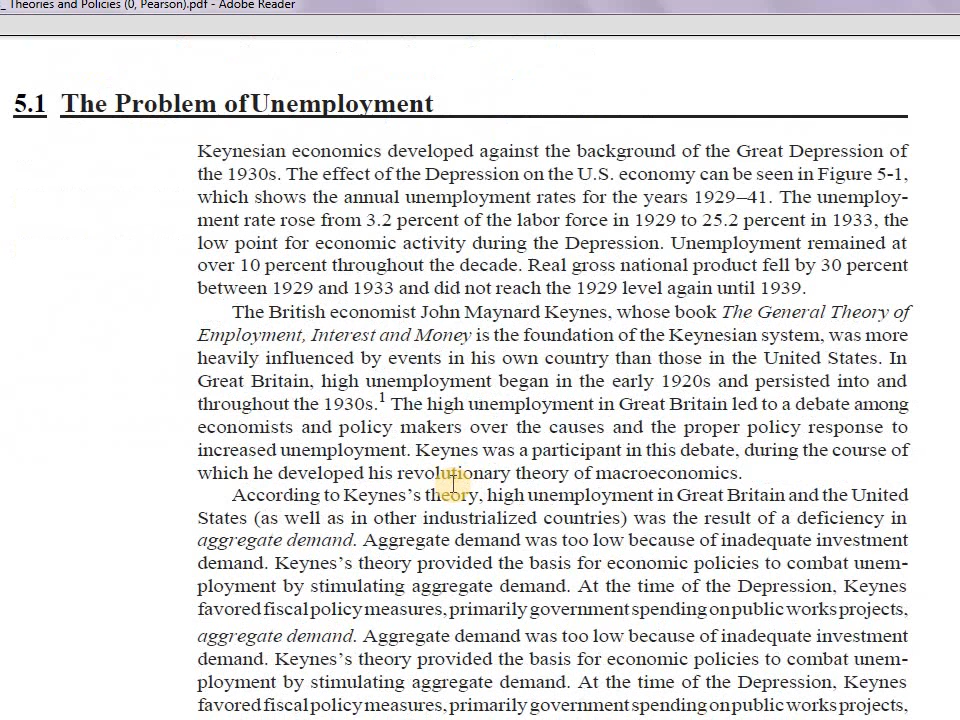 _ Theories and Policies (0, Pearson).pdf - Adobe Reader
5.1 The Problem of Unemployment
Keynesian economics developed against the background of the Great Depression of
the 1930s. The effect of the Depression on the U.S. economy can be seen in Figure 5-1,
which shows the annual unemployment rates for the years 1929–41. The unemploy-
ment rate rose from 3.2 percent of the labor force in 1929 to 25.2 percent in 1933, the
low point for economic activity during the Depression. Unemployment remained at
over 10 percent throughout the decade. Real gross national product fell by 30 percent
between 1929 and 1933 and did not reach the 1929 level again until 1939.
The British economist John Maynard Keynes, whose book The General Theory of
Employment, Interest and Money is the foundation of the Keynesian system, was more
heavily influenced by events in his own country than those in the United States. In
Great Britain, high unemployment began in the early 1920s and persisted into and
throughout the 1930s.¹ The high unemployment in Great Britain led to a debate among
economists and policy makers over the causes and the proper policy response to
increased unemployment. Keynes was a participant in this debate, during the course of
which he developed his revolutionary theory of macroeconomics.
According to Keynes's theory, high unemployment in Great Britain and the United
States (as well as in other industrialized countries) was the result of a deficiency in
aggregate demand. Aggregate demand was too low because of inadequate investment
demand. Keynes's theory provided the basis for economic policies to combat unem-
ployment by stimulating aggregate demand. At the time of the Depression, Keynes
favored fiscal policy measures, primarily government spending on public works projects,
aggregate demand. Aggregate demand was too low because of inadequate investment
demand. Keynes's theory provided the basis for economic policies to combat unem-
ployment by stimulating aggregate demand. At the time of the Depression, Keynes
favored fiscal policy measures, primarily government spending on public works projects,